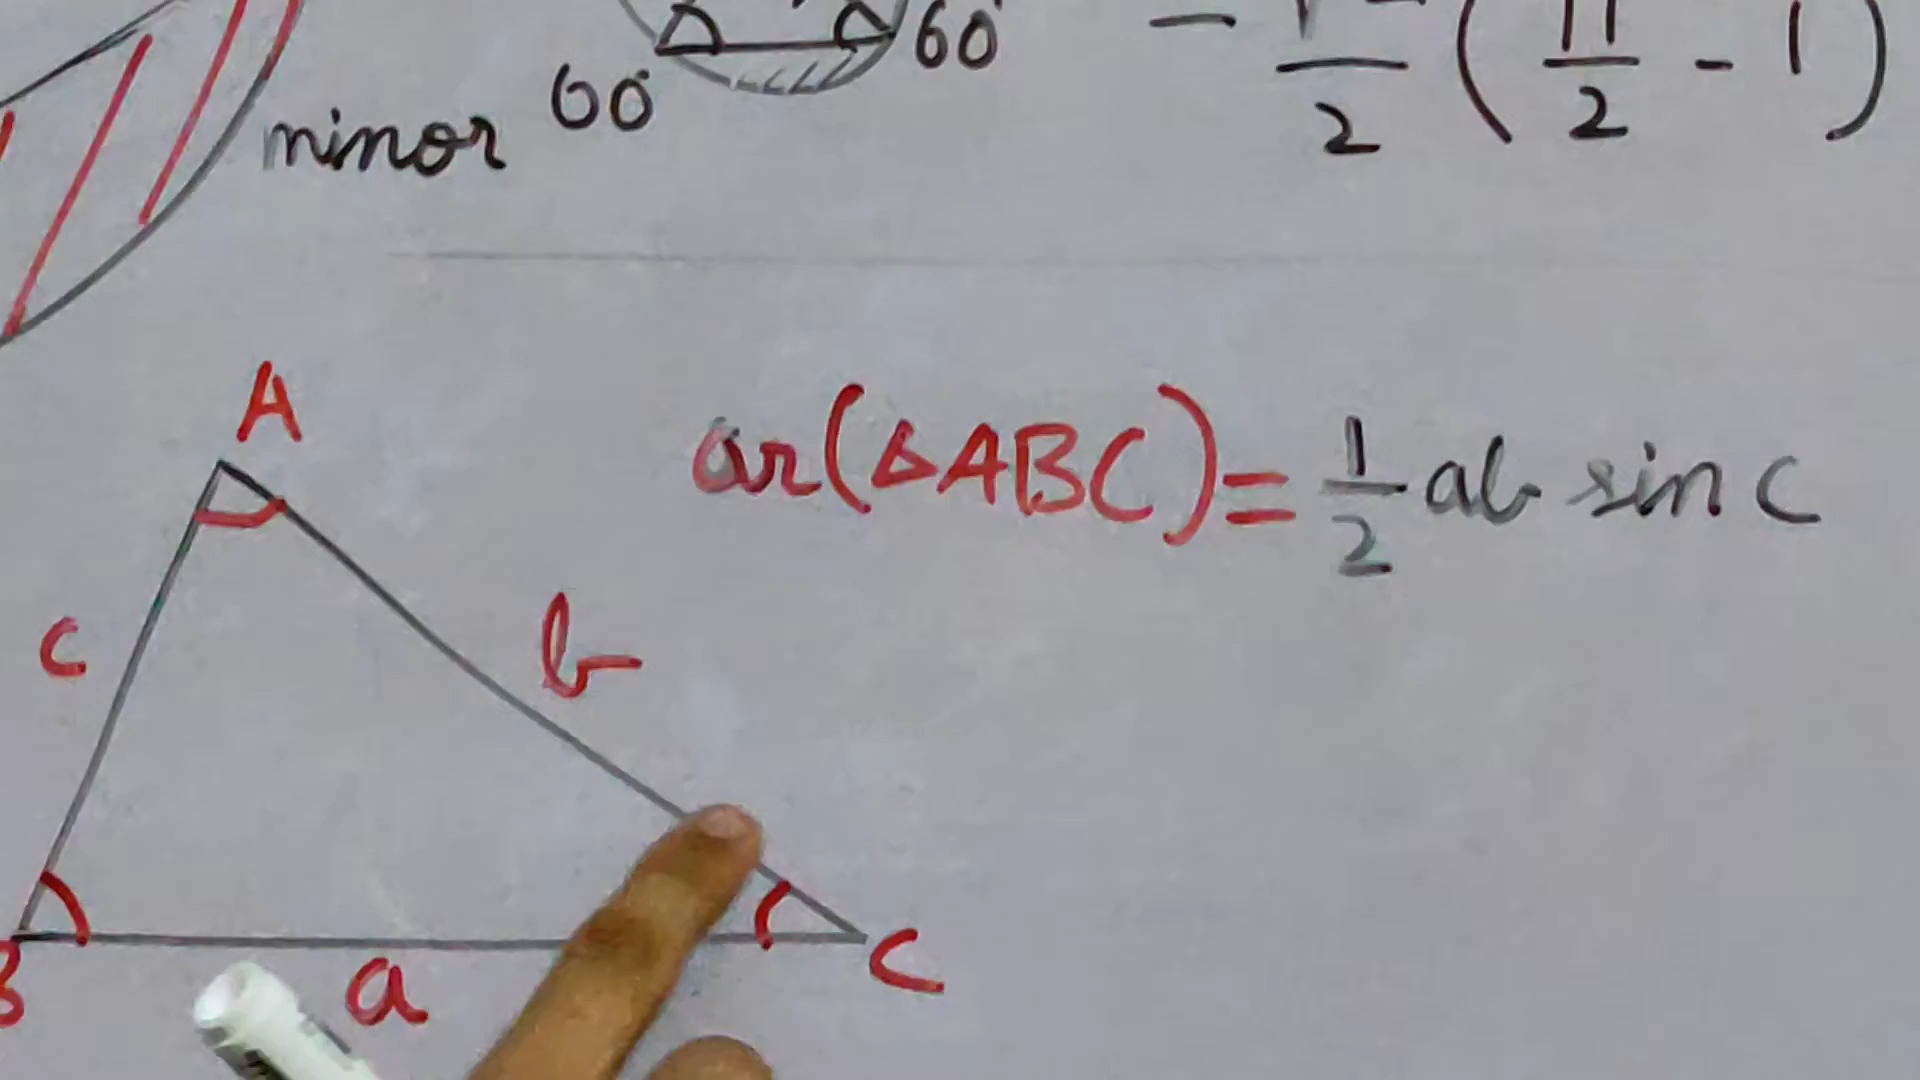 60° 60°
minor
2 ( π/2 - 1 )
A
ar(△ABC) = 1/2 ab sin C
c b
B a C